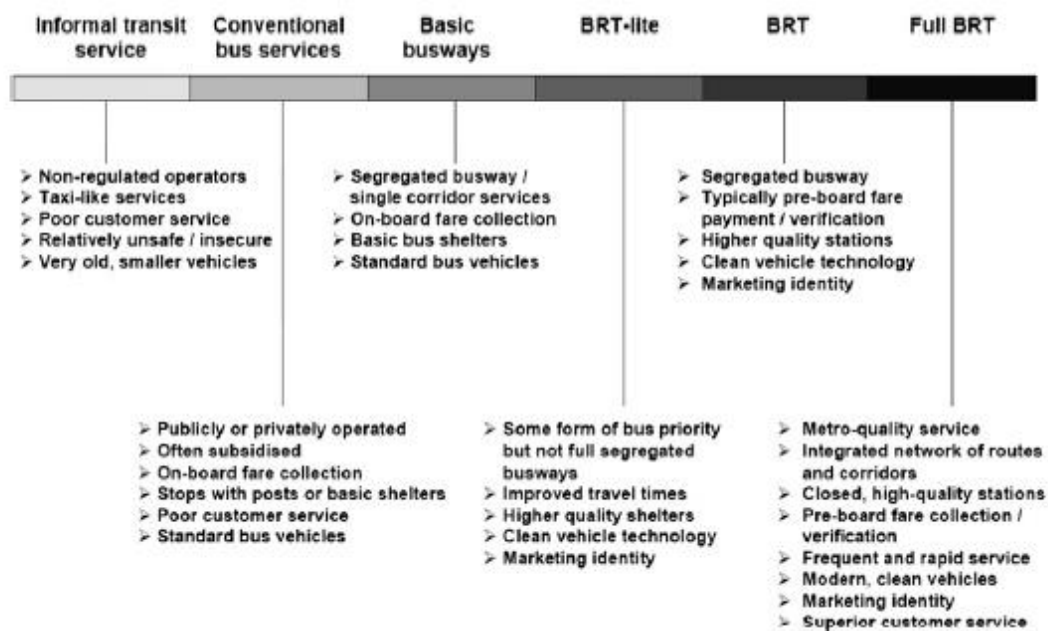 Informal transit service
Conventional bus services
Basic busways
BRT-lite
BRT
Full BRT
➢ Non-regulated operators
➢ Taxi-like services
➢ Poor customer service
➢ Relatively unsafe / insecure
➢ Very old, smaller vehicles
➢ Segregated busway /
single corridor services
➢ On-board fare collection
➢ Basic bus shelters
➢ Standard bus vehicles
➢ Segregated busway
➢ Typically pre-board fare
payment / verification
➢ Higher quality stations
➢ Clean vehicle technology
➢ Marketing identity
➢ Publicly or privately operated
➢ Often subsidised
➢ On-board fare collection
➢ Stops with posts or basic shelters
➢ Poor customer service
➢ Standard bus vehicles
➢ Some form of bus priority
but not full segregated
busways
➢ Improved travel times
➢ Higher quality shelters
➢ Clean vehicle technology
➢ Marketing identity
➢ Metro-quality service
➢ Integrated network of routes
and corridors
➢ Closed, high-quality stations
➢ Pre-board fare collection /
verification
➢ Frequent and rapid service
➢ Modern, clean vehicles
➢ Marketing identity
➢ Superior customer service